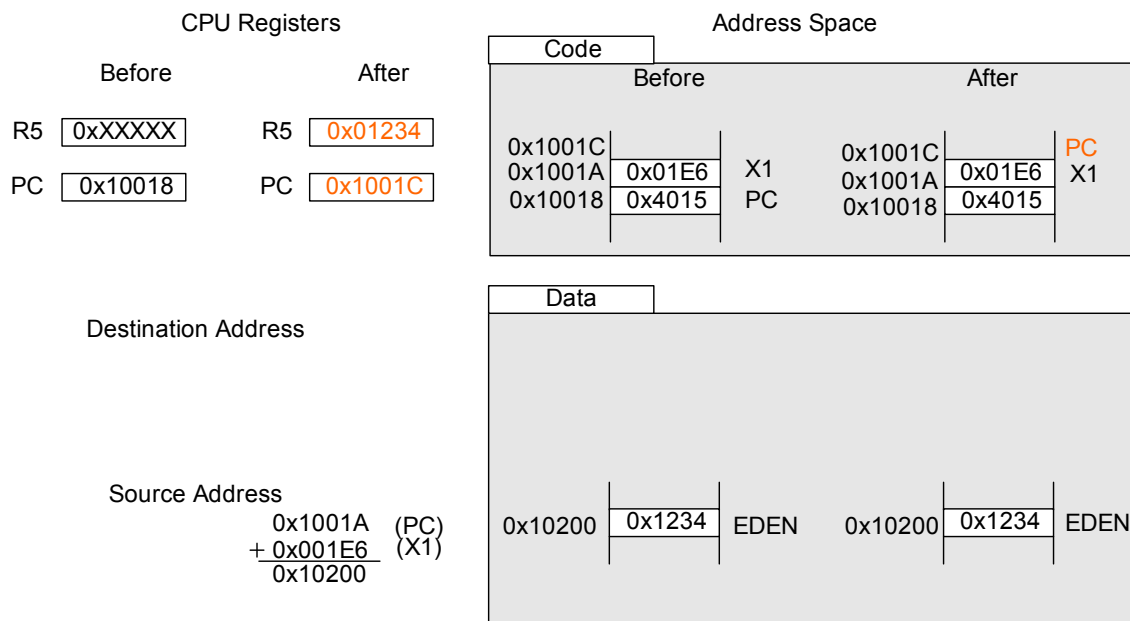 CPU Registers
Address Space
Code
Before After
Before After
R5 0xXXXXX R5 0x01234
PC 0x10018 PC 0x1001C
0x1001C
0x1001A 0x01E6 X1
0x10018 0x4015 PC
0x1001C PC
0x1001A 0x01E6 X1
0x10018 0x4015
Data
Destination Address
Source Address
0x1001A (PC)
+ 0x001E6 (X1)
0x10200
0x10200 0x1234 EDEN
0x10200 0x1234 EDEN